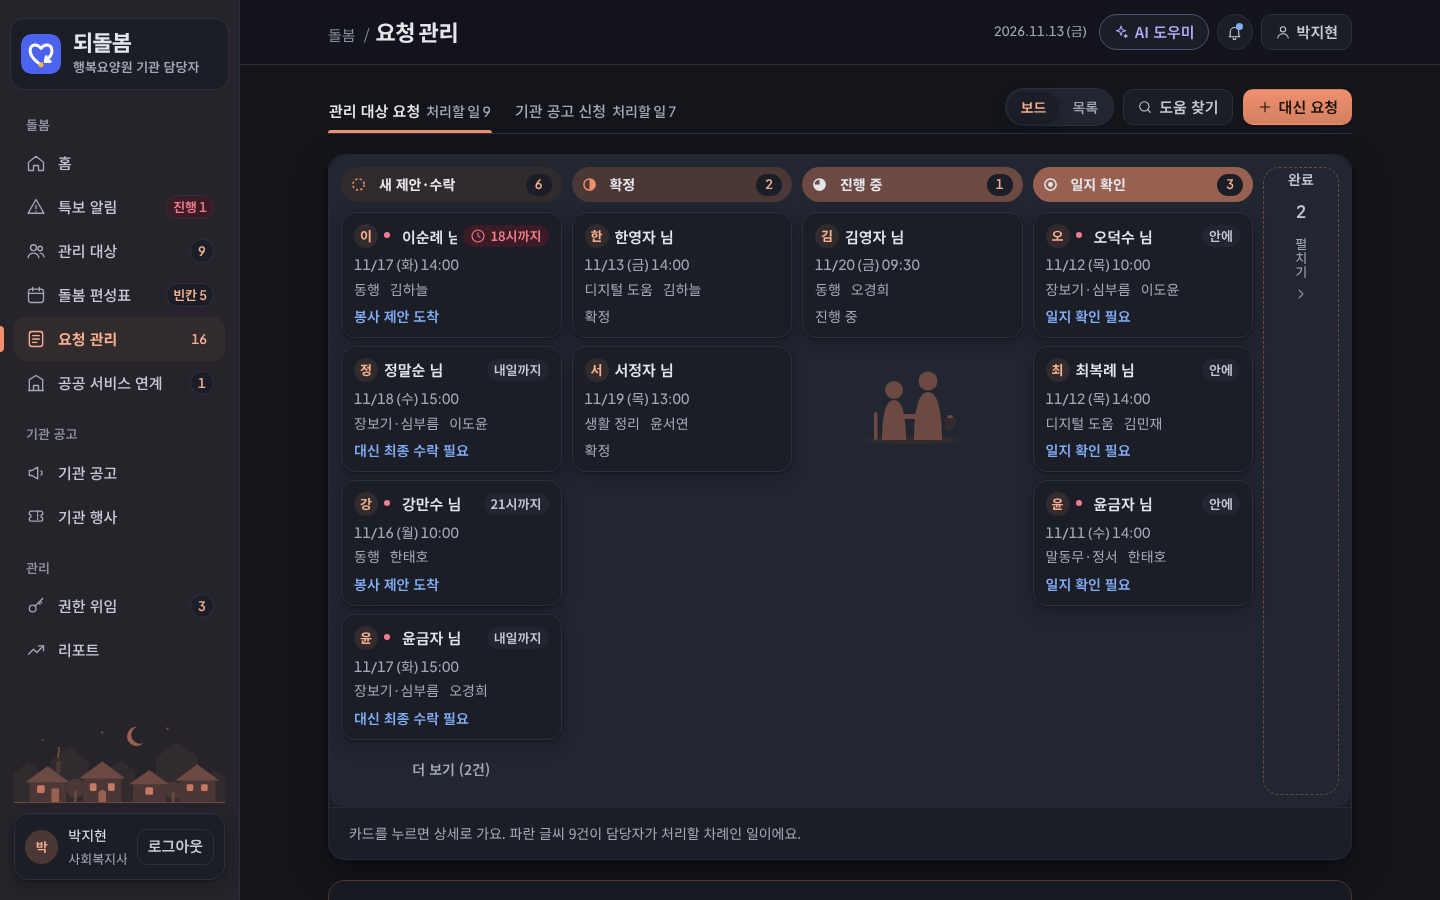 되돌봄
행복요양원 기관 담당자
돌봄
홈
특보 알림 진행 1
관리 대상 9
돌봄 편성표 빈칸 5
요청 관리 16
공공 서비스 연계 1
기관 공고
기관 공고
기관 행사
관리
권한 위임 3
리포트
박 박지현
사회복지사
로그아웃
돌봄 / 요청 관리
2026.11.13 (금) AI 도우미 박지현
관리 대상 요청 처리할 일 9 기관 공고 신청 처리할 일 7
보드 목록 도움 찾기 + 대신 요청
새 제안·수락 6
이 이순례 18시까지
11/17 (화) 14:00
동행 김하늘
봉사 제안 도착
정 정말순 님 내일까지
11/18 (수) 15:00
장보기·심부름 이도윤
대신 최종 수락 필요
강 강만수 님 21시까지
11/16 (월) 10:00
동행 한태호
봉사 제안 도착
윤 윤금자 님 내일까지
11/17 (화) 15:00
장보기·심부름 오경희
대신 최종 수락 필요
더 보기 (2건)
확정 2
한 한영자 님
11/13 (금) 14:00
디지털 도움 김하늘
확정
서 서정자 님
11/19 (목) 13:00
생활 정리 윤서연
확정
진행 중 1
김 김영자 님
11/20 (금) 09:30
동행 오경희
진행 중
일지 확인 3
오 오덕수 님 안에
11/12 (목) 10:00
장보기·심부름 이도윤
일지 확인 필요
최 최복례 님 안에
11/12 (목) 14:00
디지털 도움 김민재
일지 확인 필요
윤 윤금자 님 안에
11/11 (수) 14:00
말동무·정서 한태호
일지 확인 필요
완료
2
펼치기
카드를 누르면 상세로 가요. 파란 글씨 9건이 담당자가 처리할 차례인 일이에요.